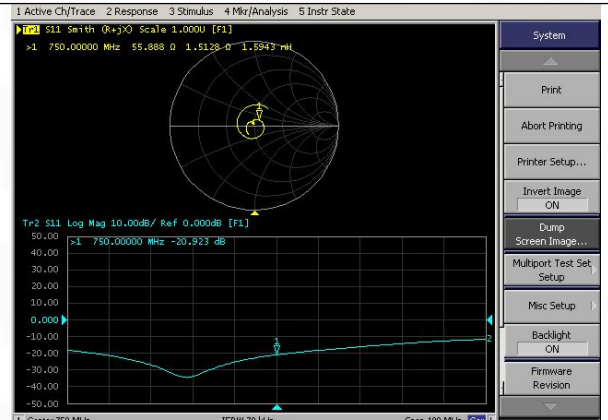 1 Active Ch/Trace 2 Response 3 Stimulus 4 Mkr/Analysis 5 Instr State
Tr1 S11 Smith (R+jX) Scale 1.000U [F1]
>1 750.00000 MHz 55.888 Ω 1.5128 Ω 1.5943 nH
1
Tr2 S11 Log Mag 10.00dB/ Ref 0.000dB [F1]
50.00
>1 750.00000 MHz -20.923 dB
40.00
30.00
20.00
10.00
0.000
-10.00
-20.00
-30.00
-40.00
-50.00
1
2
System
Print
Abort Printing
Printer Setup...
Invert Image
ON
Dump
Screen Image...
Multiport Test Set
Setup
Misc Setup
Backlight
ON
Firmware
Revision